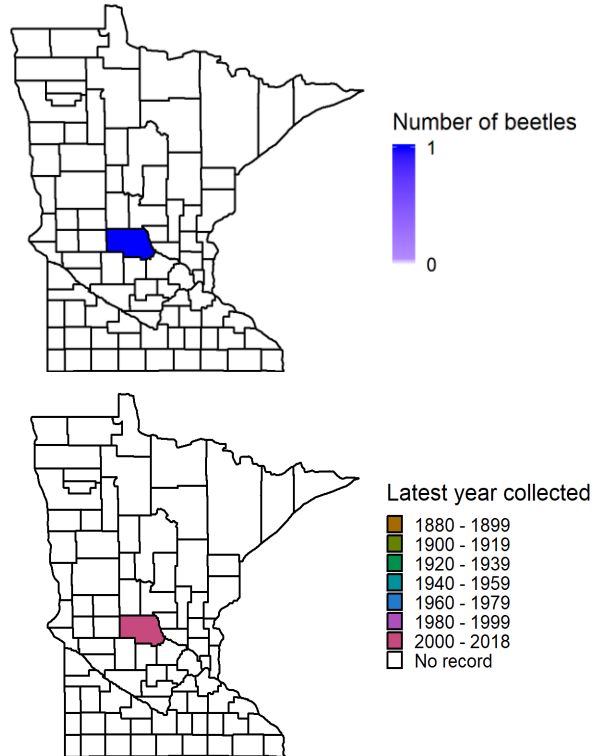 Number of beetles
1
0
Latest year collected
1880 - 1899
1900 - 1919
1920 - 1939
1940 - 1959
1960 - 1979
1980 - 1999
2000 - 2018
No record